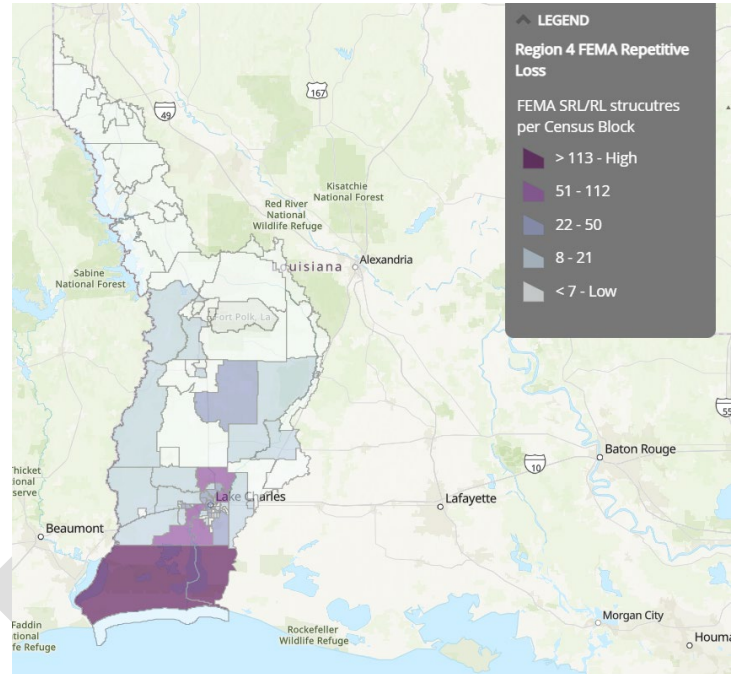 LEGEND
Region 4 FEMA Repetitive
Loss
FEMA SRL/RL strucutres
per Census Block
> 113 - High
51 - 112
22 - 50
8 - 21
< 7 - Low
167
49
Kisatchie
National Forest
Red River
National
Wildlife Refuge
Louisiana
Alexandria
Sabine
National Forest
Fort Polk, La.
55
Baton Rouge
10
Thicket
ional
serve
Lake Charles
Lafayette
Beaumont
Morgan City
Faddin
ational
fe Refuge
Rockefeller
Wildlife Refuge
Houma